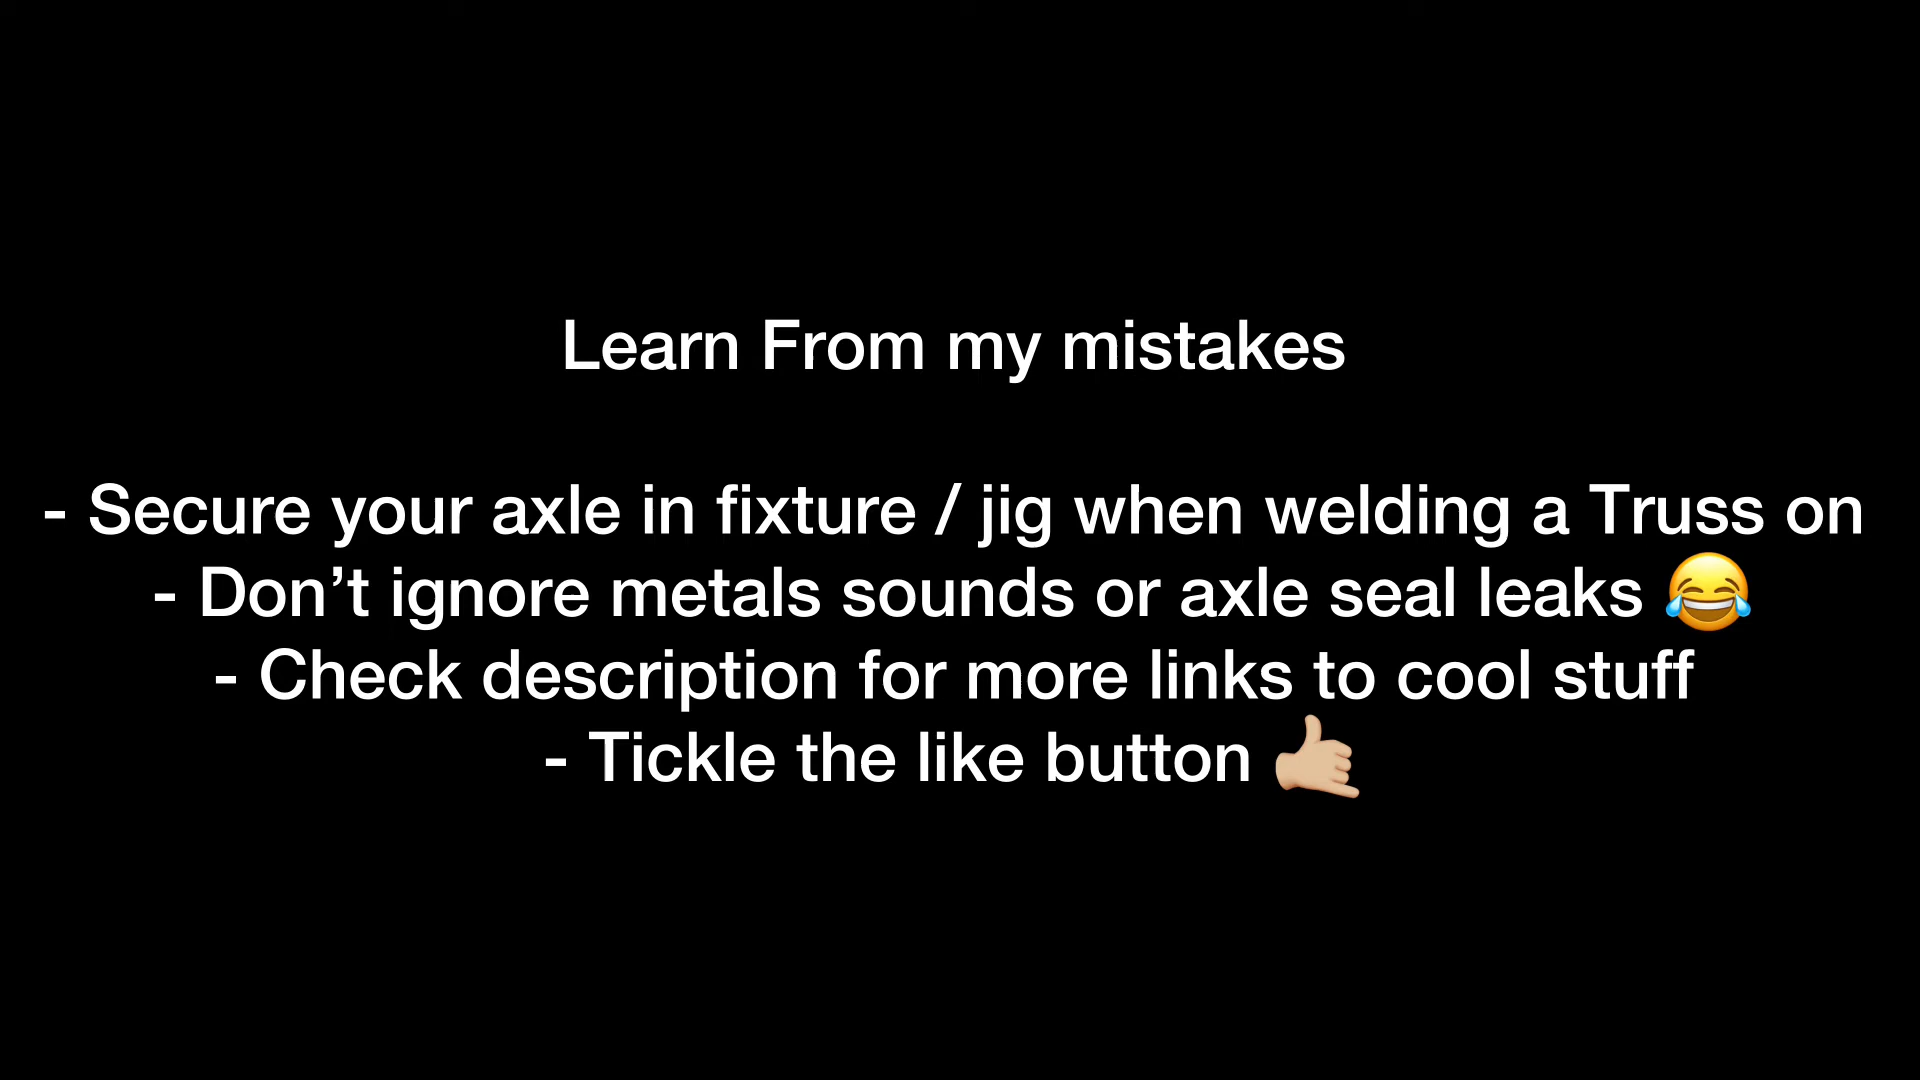 Learn From my mistakes
- Secure your axle in fixture / jig when welding a Truss on
- Don’t ignore metals sounds or axle seal leaks 😂
- Check description for more links to cool stuff
- Tickle the like button 🤙🏼